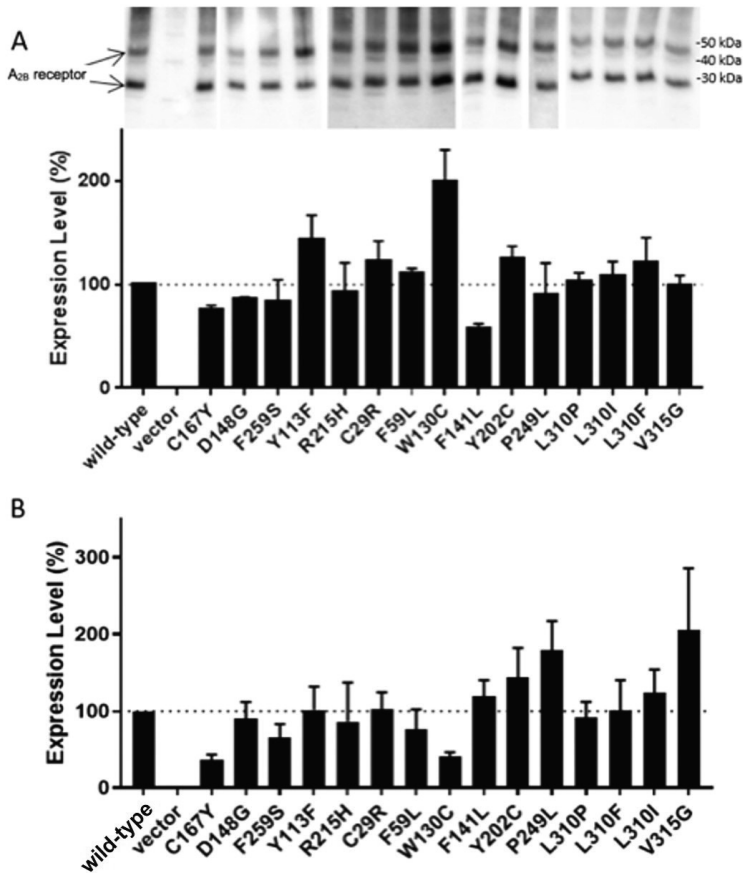 A
A2B receptor
-50 kDa
-40 kDa
-30 kDa
Expression Level (%)
200
100
0
wild-type
vector
C167Y
D148G
F259S
Y113F
R215H
C29R
F59L
W130C
F141L
Y202C
P249L
L310P
L310I
L310F
V315G
B
Expression Level (%)
300
200
100
0
wild-type
vector
C167Y
D148G
F259S
Y113F
R215H
C29R
F59L
W130C
F141L
Y202C
P249L
L310P
L310F
L310I
V315G